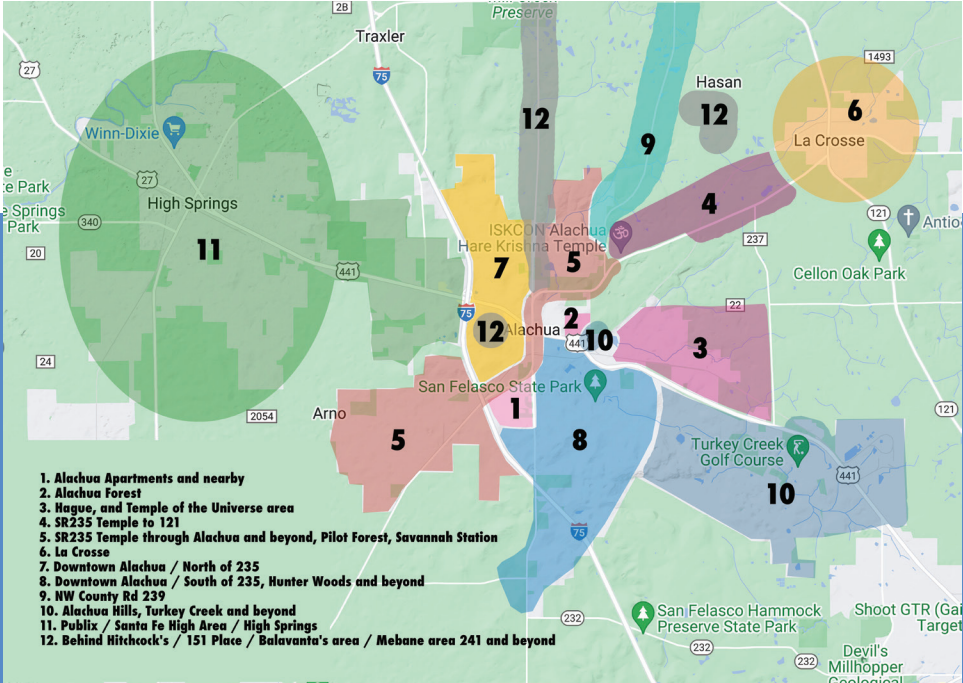 Mill Creek
Preserve
2B
Traxler
27
75
1493
Hasan
12
12
6
Winn-Dixie
9
La Crosse
e
te Park
27
High Springs
4
e Springs
Park
340
121
Antio
ISKCON Alachua
Hare Krishna Temple
237
20
11
7
5
Cellon Oak Park
441
22
75
2
12
Alachua
441
10
3
24
San Felasco State Park
1
121
2054
Arno
5
8
Turkey Creek
Golf Course
441
10
1. Alachua Apartments and nearby
2. Alachua Forest
3. Hague, and Temple of the Universe area
4. SR235 Temple to 121
5. SR235 Temple through Alachua and beyond, Pilot Forest, Savannah Station
6. La Crosse
7. Downtown Alachua / North of 235
8. Downtown Alachua / South of 235, Hunter Woods and beyond
9. NW County Rd 239
10. Alachua Hills, Turkey Creek and beyond
11. Publix / Santa Fe High Area / High Springs
12. Behind Hitchcock's / 151 Place / Balavanta's area / Mebane area 241 and beyond
75
232
San Felasco Hammock
Preserve State Park
Shoot GTR (Gai
Target
232
232
Devil's
Millhopper
Geological